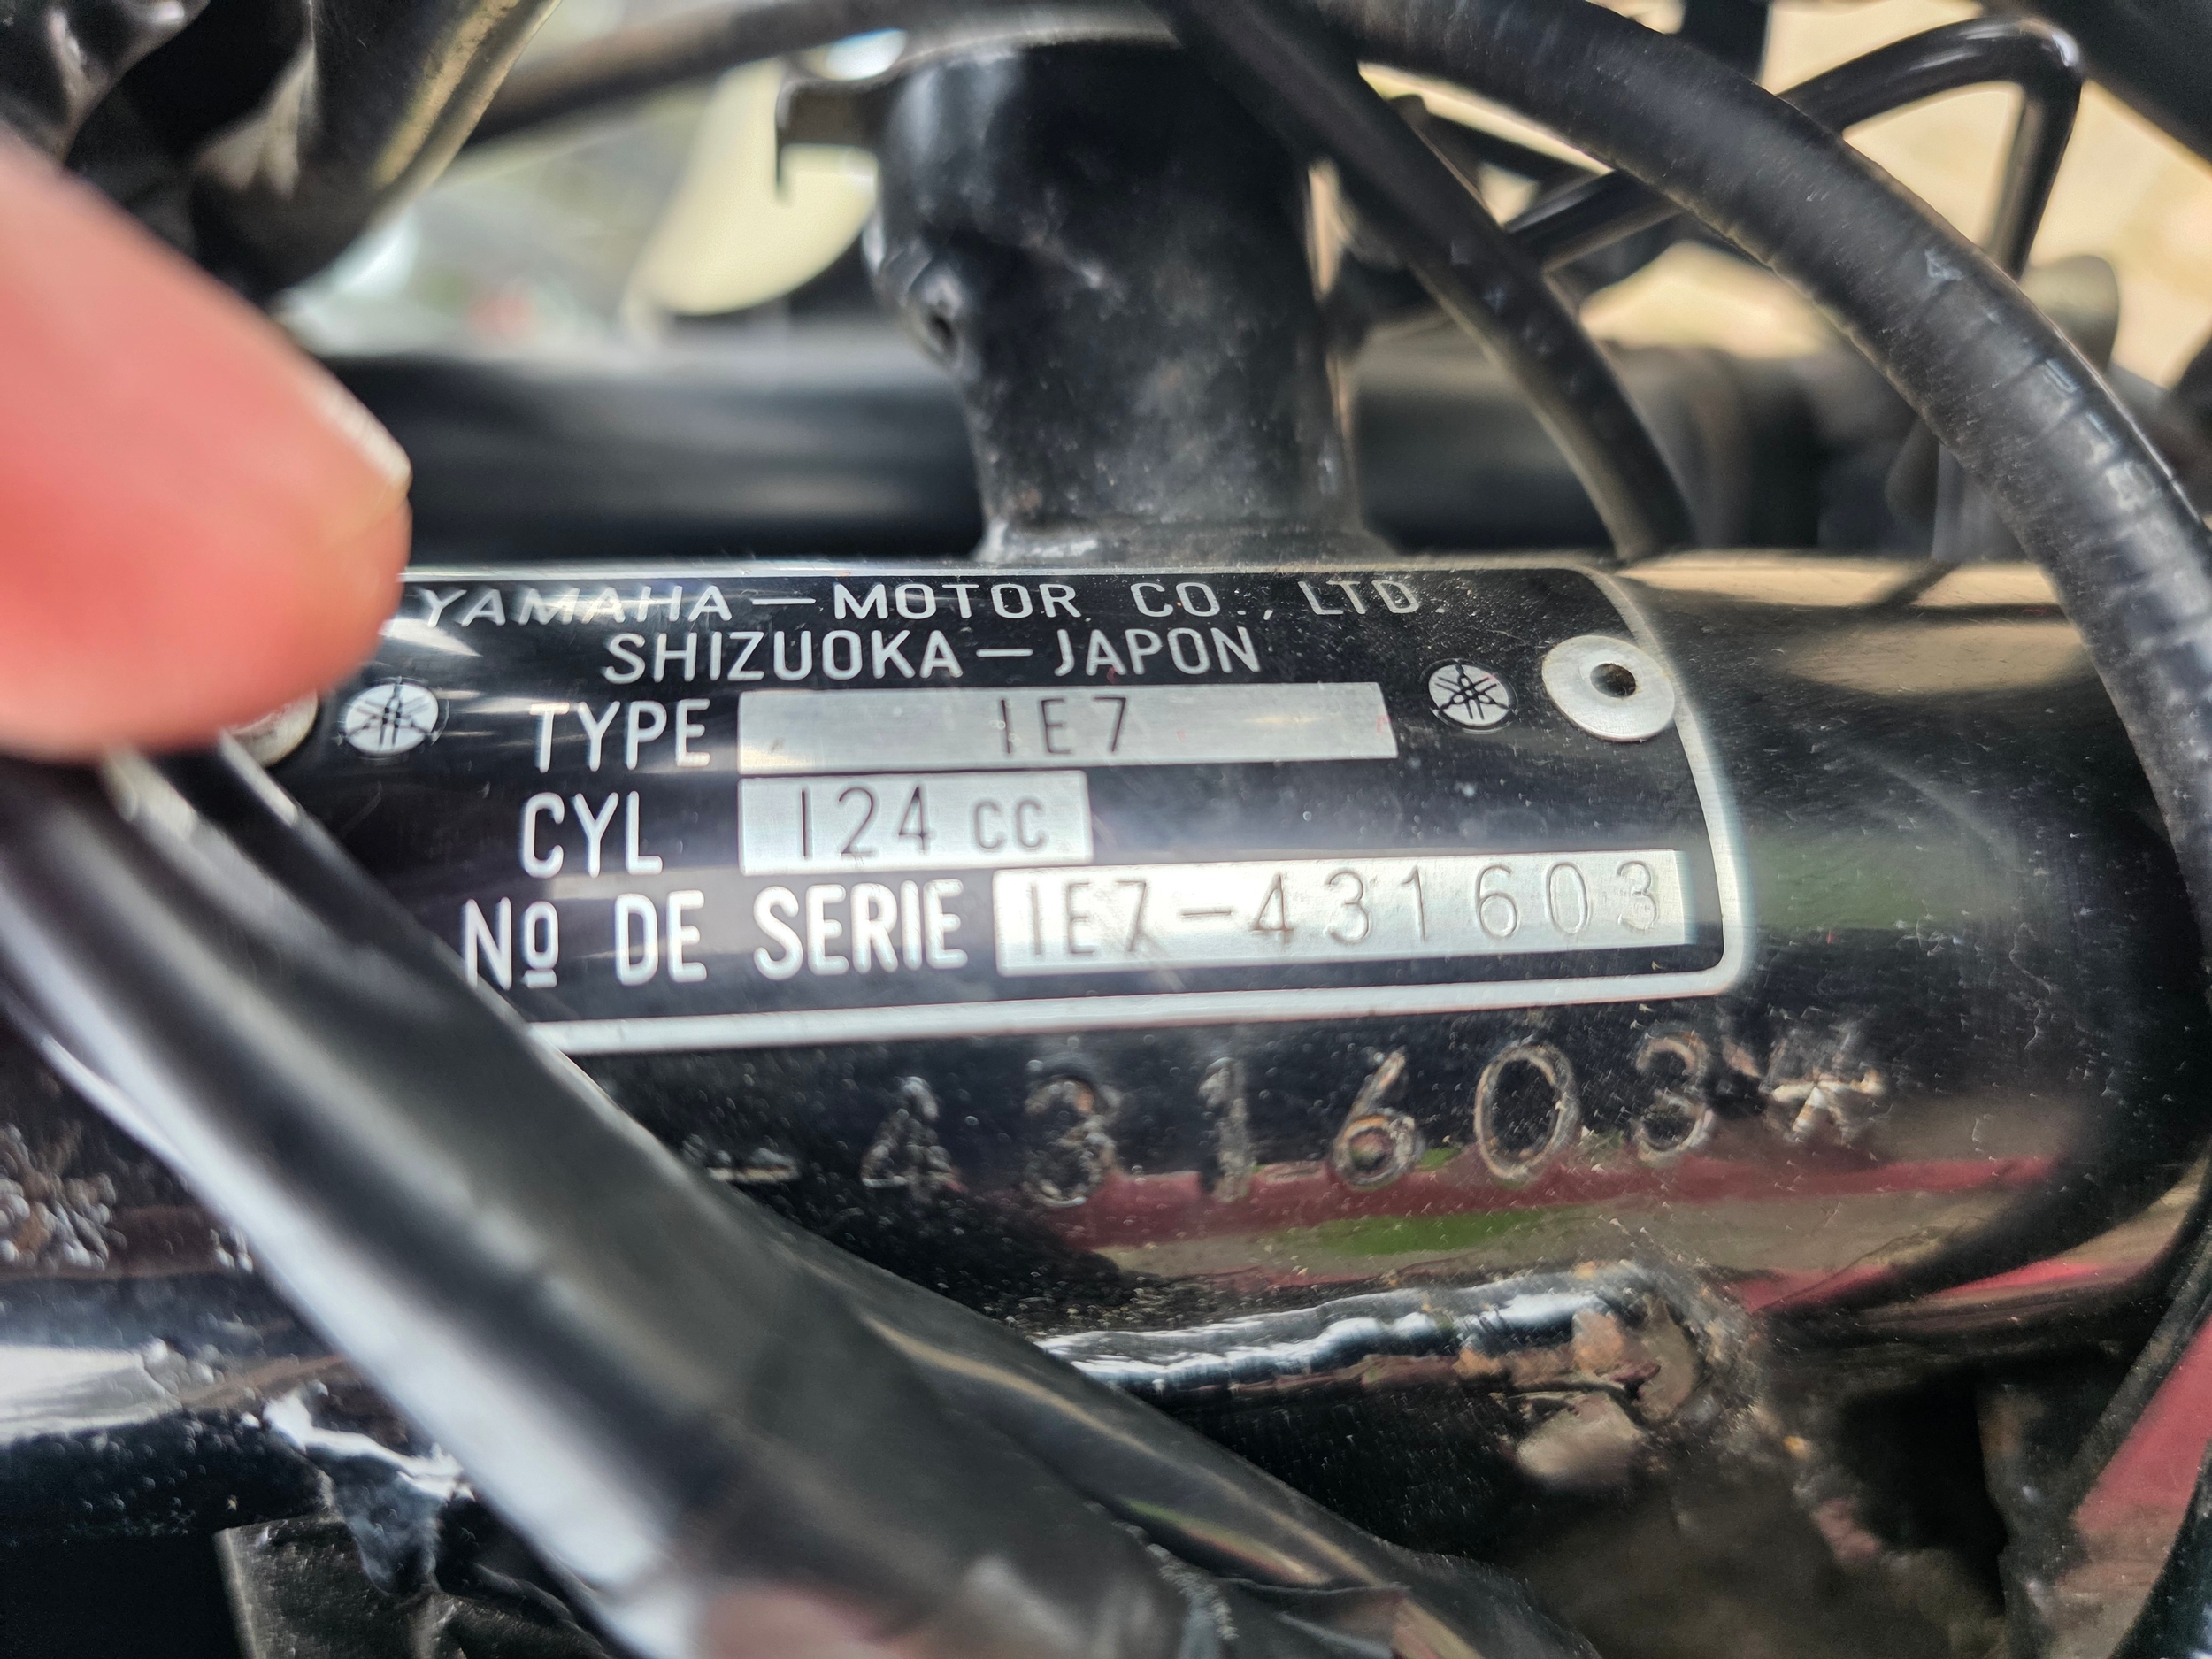 YAMAHA — MOTOR CO., LTD.
SHIZUOKA — JAPON
TYPE 1E7
CYL 124 cc
Nº DE SERIE 1E7-431603
-431603*